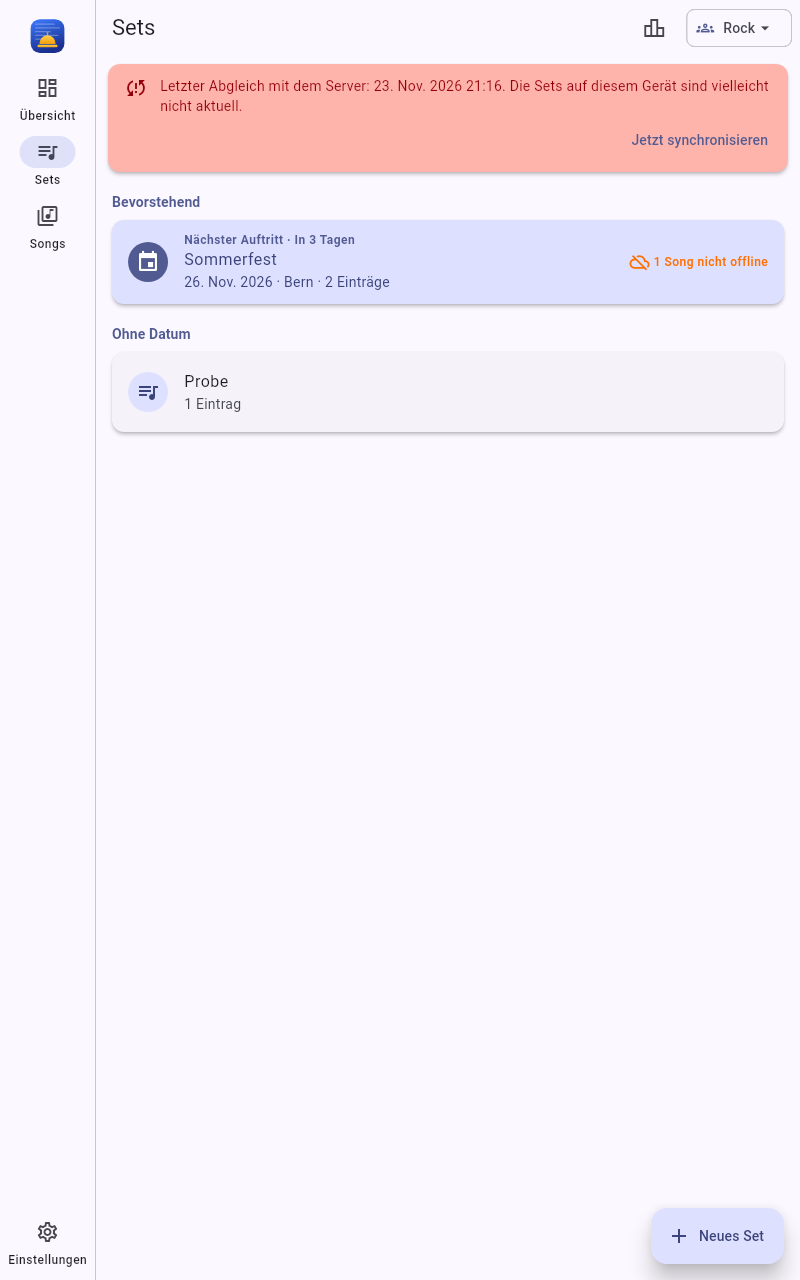 Sets
Rock
Übersicht
Sets
Songs
Letzter Abgleich mit dem Server: 23. Nov. 2026 21:16. Die Sets auf diesem Gerät sind vielleicht
nicht aktuell.
Jetzt synchronisieren
Bevorstehend
Nächster Auftritt · In 3 Tagen
Sommerfest
26. Nov. 2026 · Bern · 2 Einträge
1 Song nicht offline
Ohne Datum
Probe
1 Eintrag
Einstellungen
Neues Set